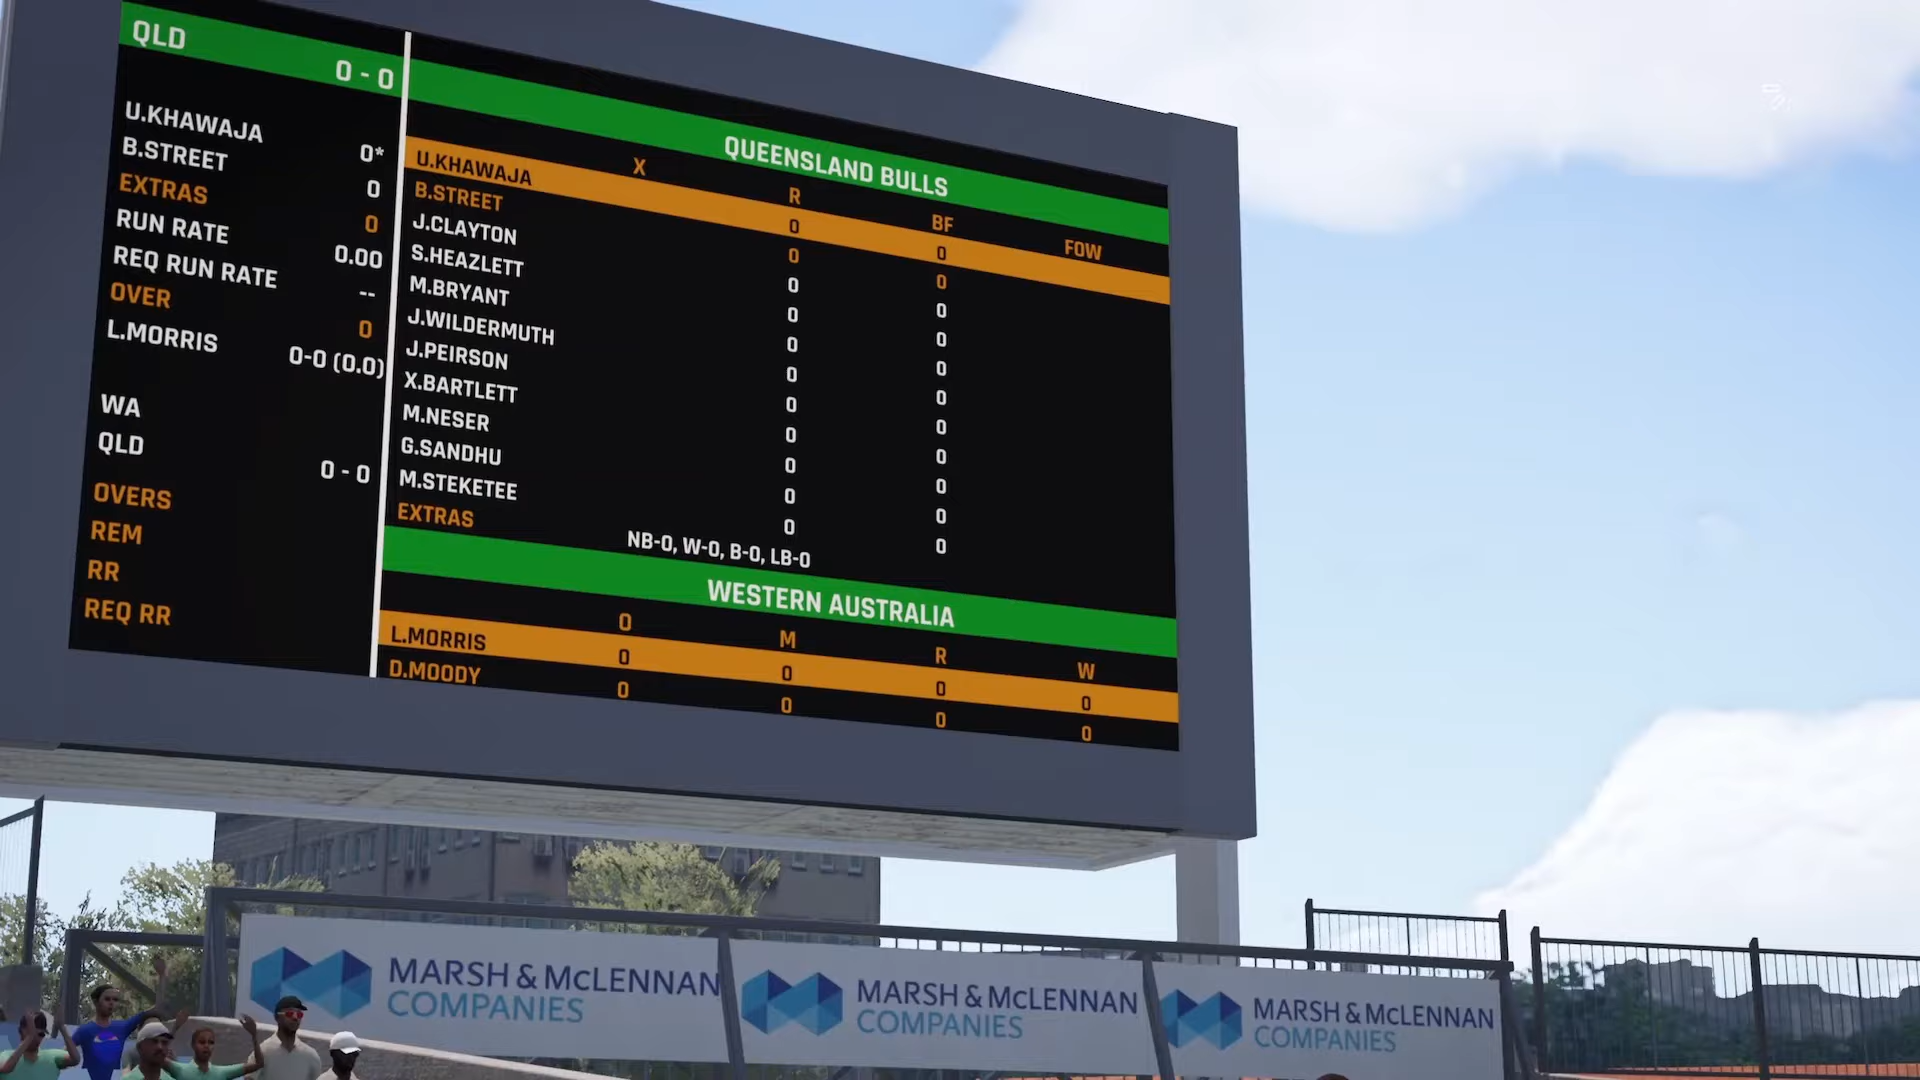 QLD
0 - 0
U.KHAWAJA 0*
B.STREET 0
EXTRAS 0
RUN RATE 0.00
REQ RUN RATE --
OVER 0
L.MORRIS 0-0 (0.0)
WA
QLD 0 - 0
OVERS
REM
RR
REQ RR
QUEENSLAND BULLS
X R BF FOW
U.KHAWAJA 0 0
B.STREET 0 0
J.CLAYTON 0 0
S.HEAZLETT 0 0
M.BRYANT 0 0
J.WILDERMUTH 0 0
J.PEIRSON 0 0
X.BARTLETT 0 0
M.NESER 0 0
G.SANDHU 0 0
M.STEKETEE 0 0
EXTRAS NB-0, W-0, B-0, LB-0
WESTERN AUSTRALIA
O M R W
L.MORRIS 0 0 0 0
D.MOODY 0 0 0 0
MARSH & McLENNAN
COMPANIES
MARSH & McLENNAN
COMPANIES
MARSH & McLENNAN
COMPANIES